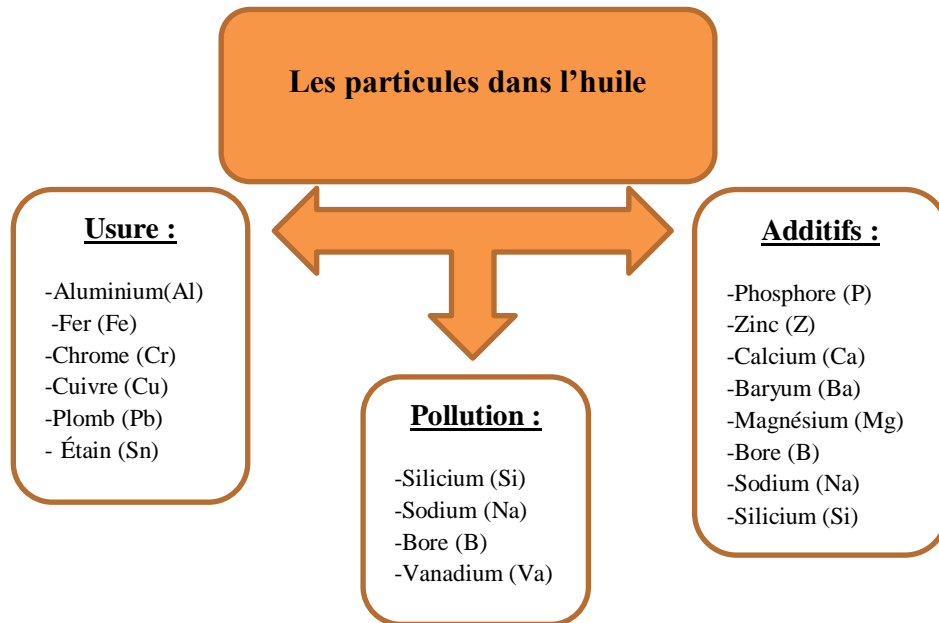 Les particules dans l’huile
Usure :
-Aluminium(Al)
-Fer (Fe)
-Chrome (Cr)
-Cuivre (Cu)
-Plomb (Pb)
- Étain (Sn)
Pollution :
-Silicium (Si)
-Sodium (Na)
-Bore (B)
-Vanadium (Va)
Additifs :
-Phosphore (P)
-Zinc (Z)
-Calcium (Ca)
-Baryum (Ba)
-Magnésium (Mg)
-Bore (B)
-Sodium (Na)
-Silicium (Si)